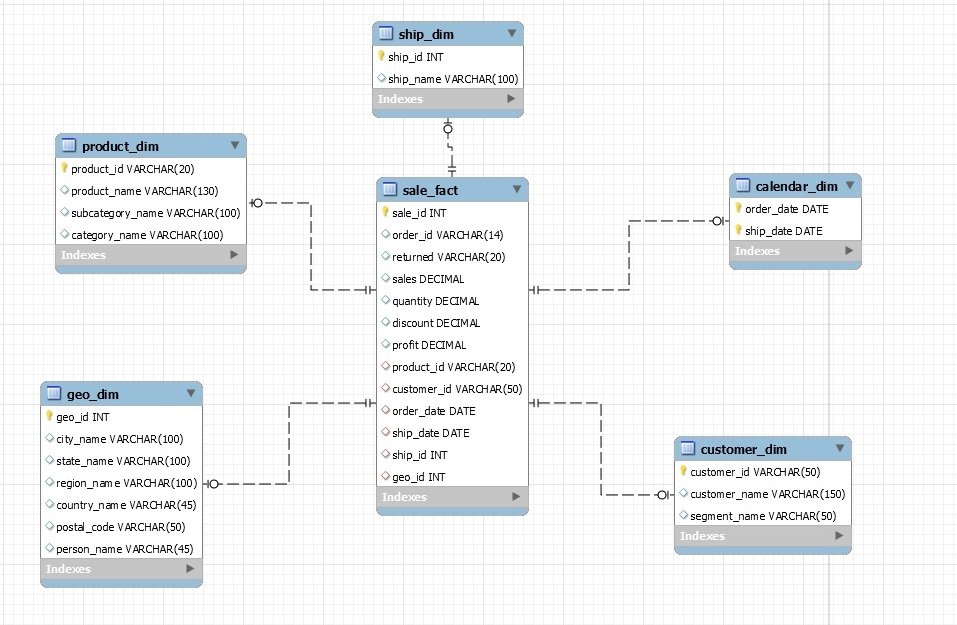 ship_dim
ship_id INT
ship_name VARCHAR(100)
Indexes
product_dim
product_id VARCHAR(20)
product_name VARCHAR(130)
subcategory_name VARCHAR(100)
category_name VARCHAR(100)
Indexes
sale_fact
sale_id INT
order_id VARCHAR(14)
returned VARCHAR(20)
sales DECIMAL
quantity DECIMAL
discount DECIMAL
profit DECIMAL
product_id VARCHAR(20)
customer_id VARCHAR(50)
order_date DATE
ship_date DATE
ship_id INT
geo_id INT
Indexes
calendar_dim
order_date DATE
ship_date DATE
Indexes
geo_dim
geo_id INT
city_name VARCHAR(100)
state_name VARCHAR(100)
region_name VARCHAR(100)
country_name VARCHAR(45)
postal_code VARCHAR(50)
person_name VARCHAR(45)
Indexes
customer_dim
customer_id VARCHAR(50)
customer_name VARCHAR(150)
segment_name VARCHAR(50)
Indexes